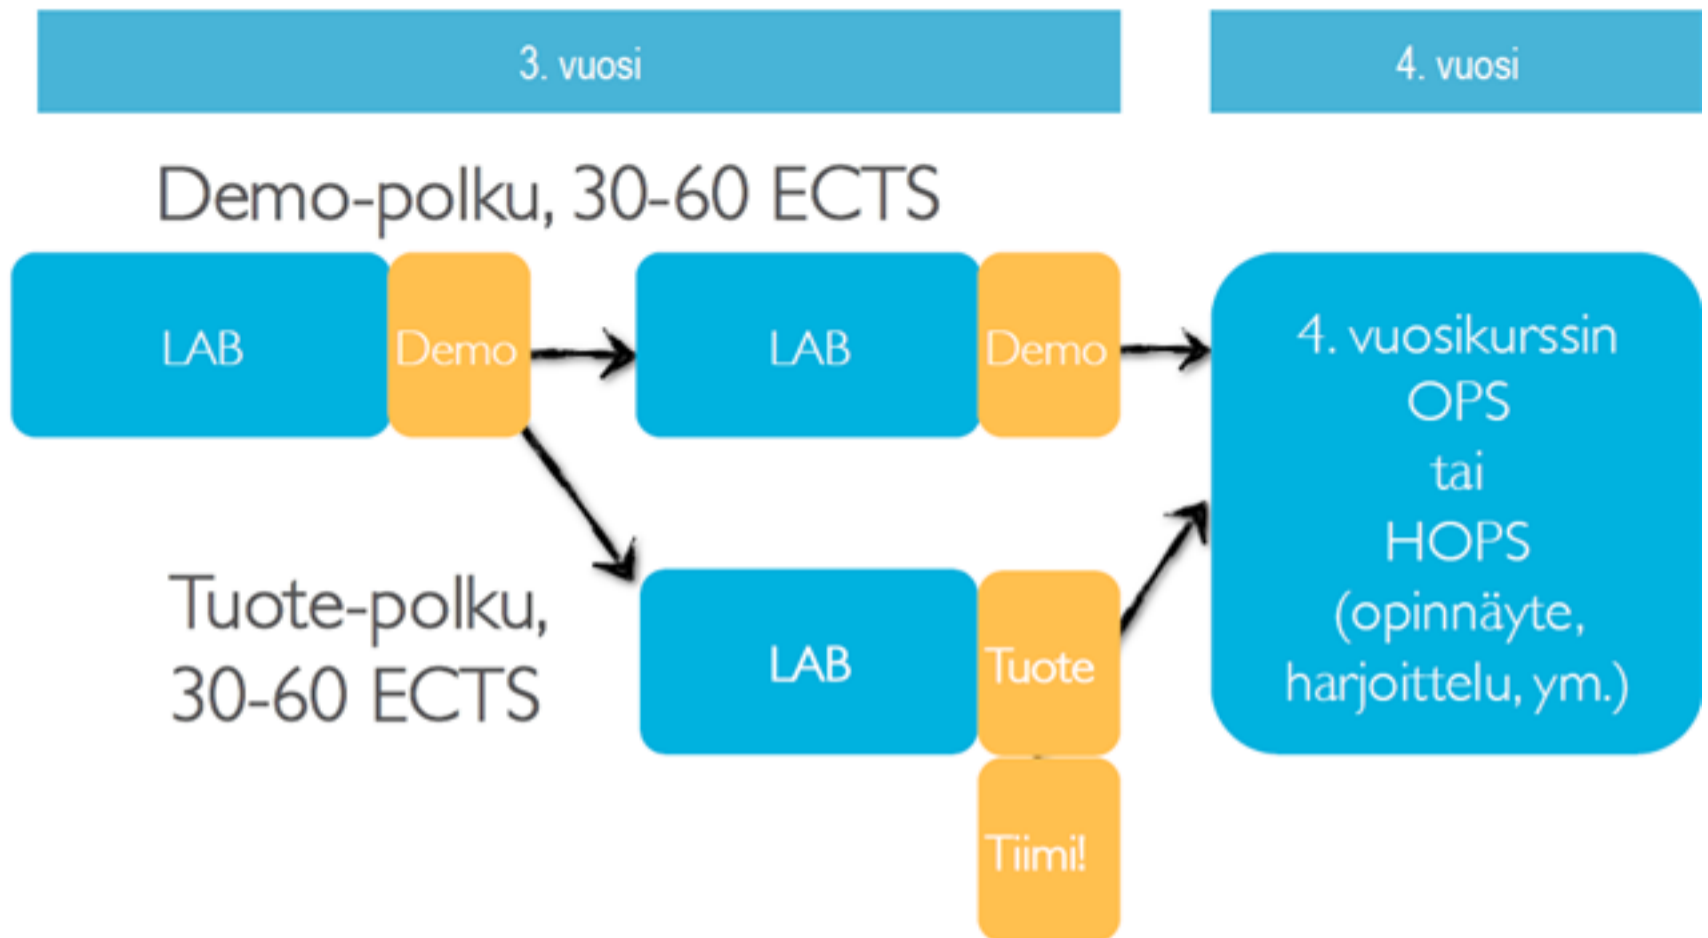 3. vuosi
4. vuosi
Demo-polku, 30-60 ECTS
LAB
Demo
LAB
Demo
4. vuosikurssin
OPS
tai
HOPS
(opinnäyte,
harjoittelu, ym.)
Tuote-polku,
30-60 ECTS
LAB
Tuote
Tiimi!